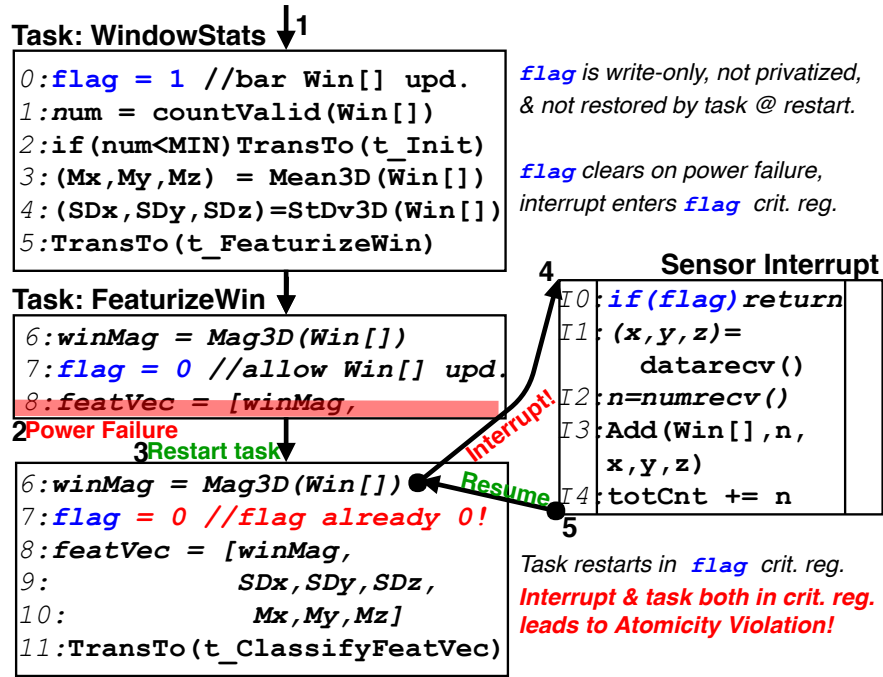 1
Task: WindowStats
0:flag = 1 //bar Win[] upd.
1:num = countValid(Win[])
2:if(num<MIN)TransTo(t_Init)
3:(Mx,My,Mz) = Mean3D(Win[])
4:(SDx,SDy,SDz)=StDv3D(Win[])
5:TransTo(t_FeaturizeWin)
flag is write-only, not privatized,
& not restored by task @ restart.
flag clears on power failure,
interrupt enters flag crit. reg.
Task: FeaturizeWin
6:winMag = Mag3D(Win[])
7:flag = 0 //allow Win[] upd.
8:featVec = [winMag,
2 Power Failure
3 Restart task
6:winMag = Mag3D(Win[])
7:flag = 0 //flag already 0!
8:featVec = [winMag,
9: SDx,SDy,SDz,
10: Mx,My,Mz]
11:TransTo(t_ClassifyFeatVec)
Interrupt!
Resume
4
Sensor Interrupt
I0:if(flag)return
I1:(x,y,z)=
datarecv()
I2:n=numrecv()
I3:Add(Win[],n,
x,y,z)
I4:totCnt += n
5
Task restarts in flag crit. reg.
Interrupt & task both in crit. reg.
leads to Atomicity Violation!